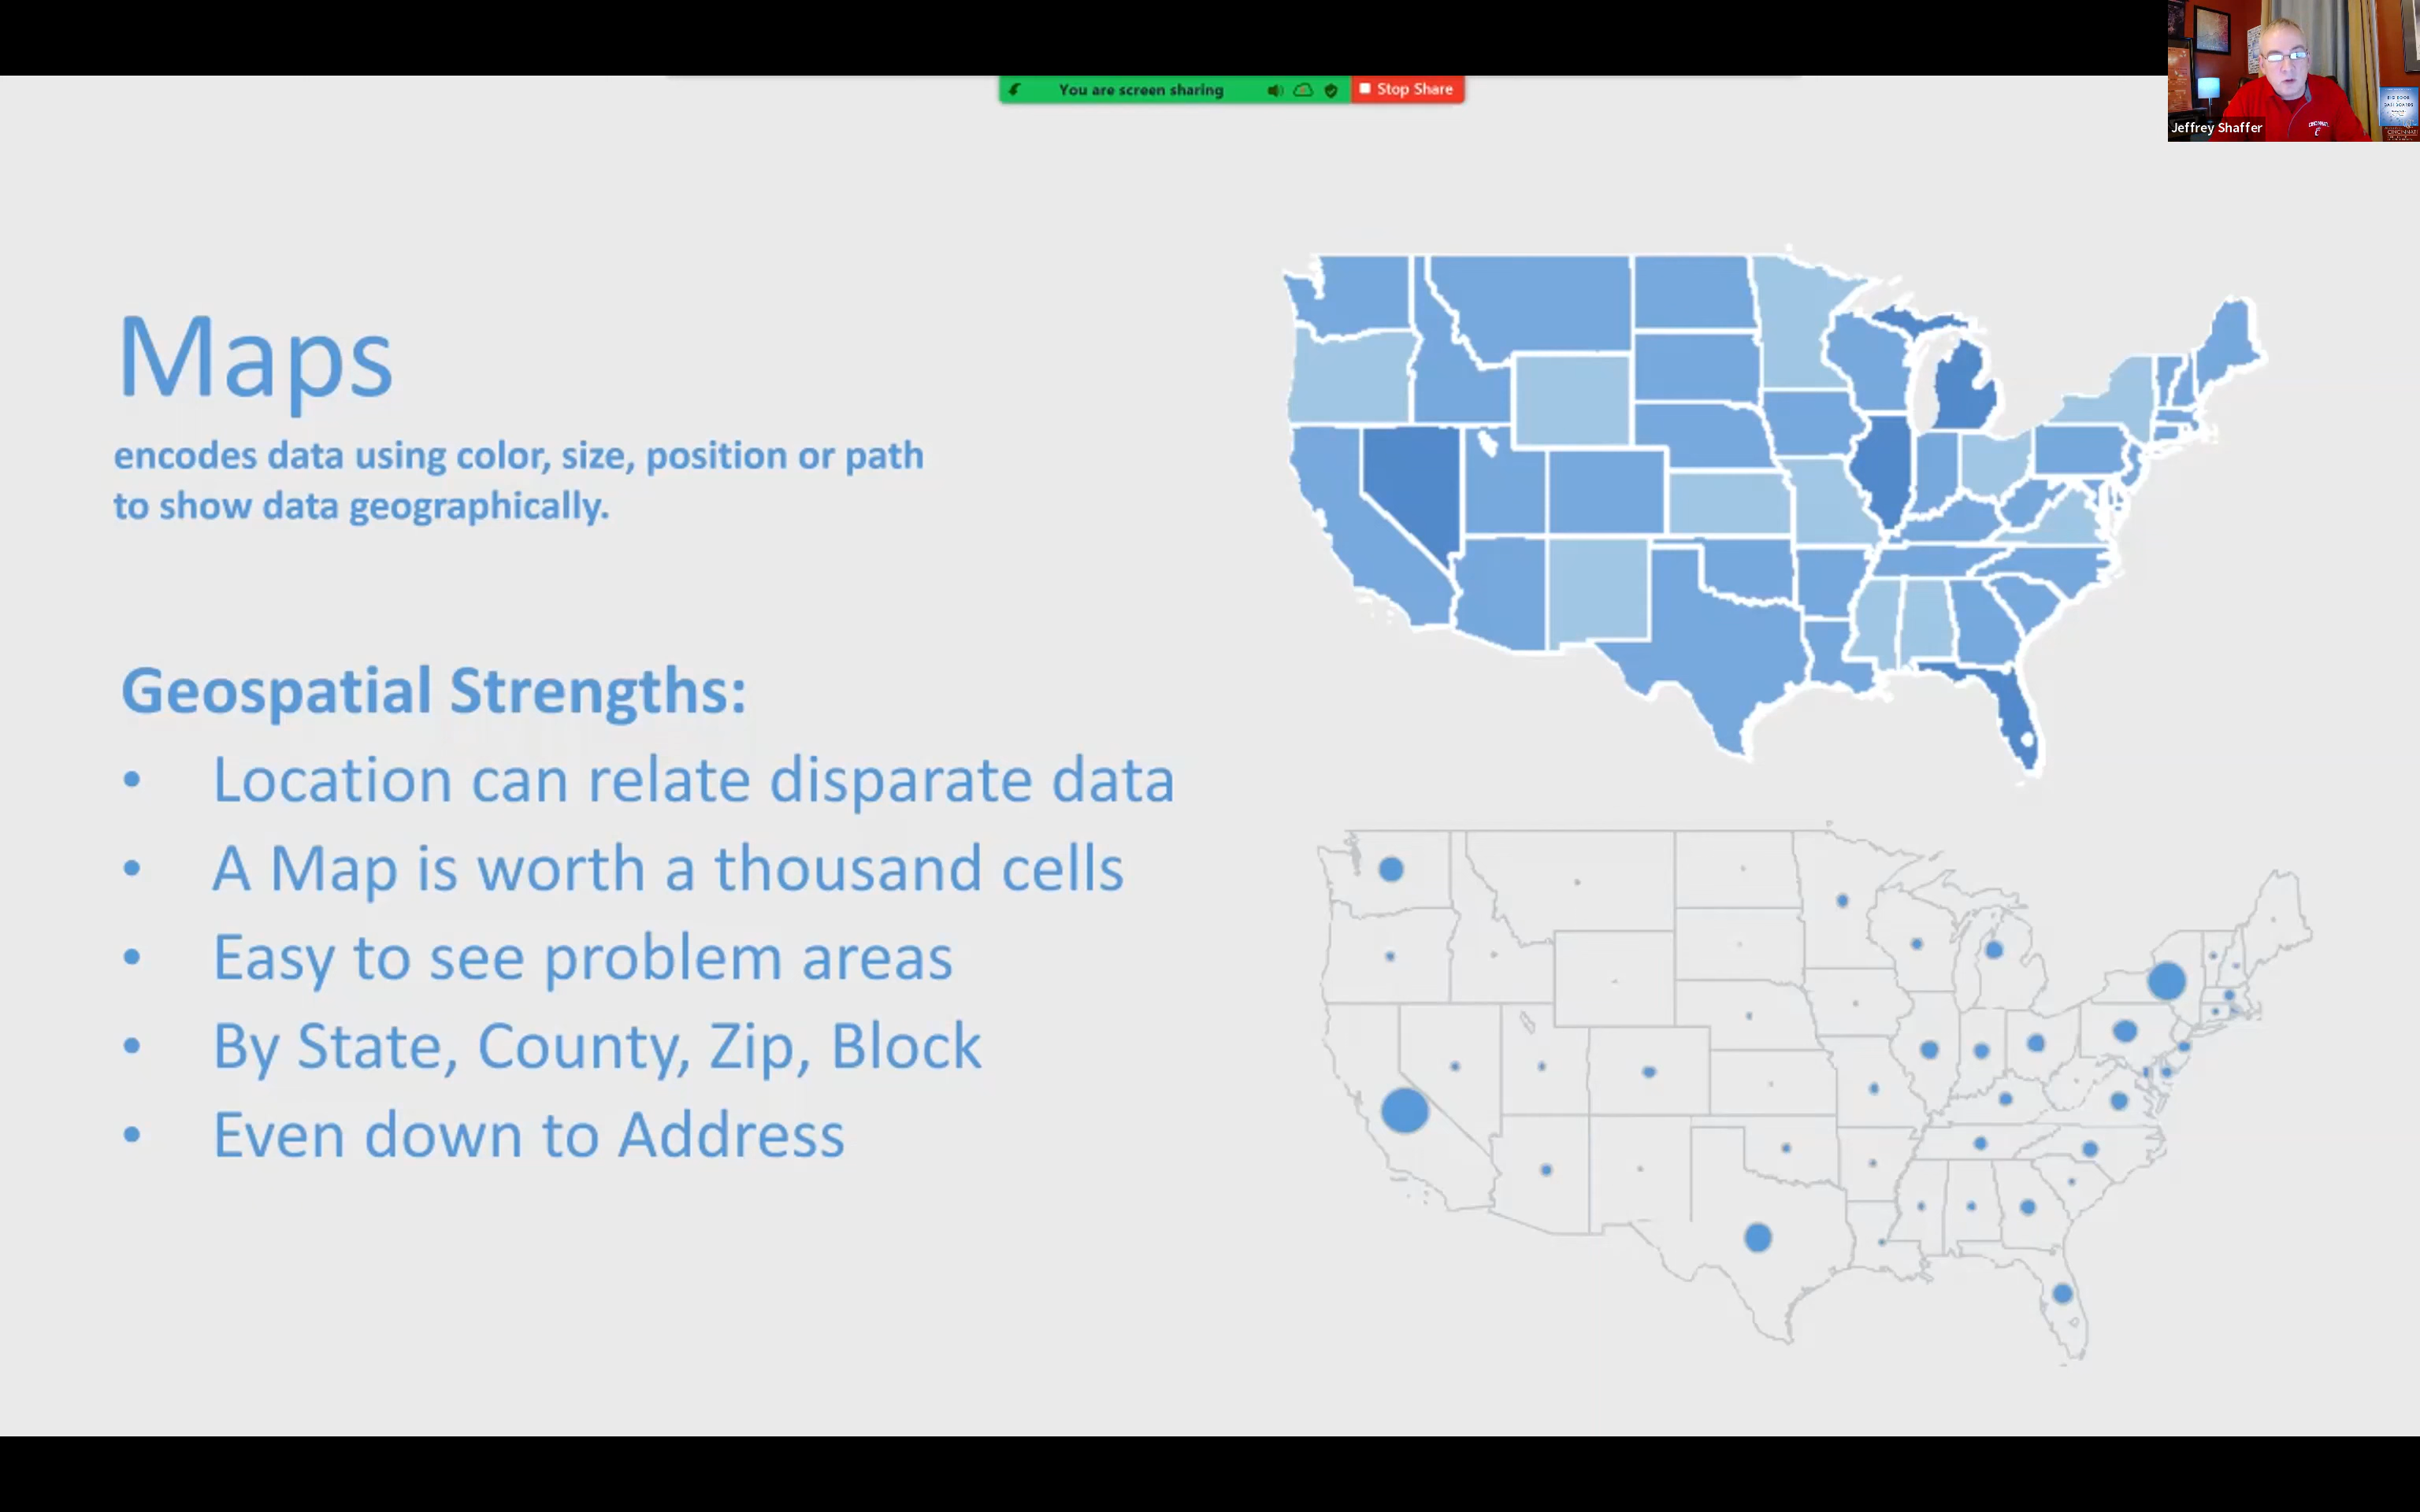 You are screen sharing
Stop Share
Jeffrey Shaffer
Maps
encodes data using color, size, position or path
to show data geographically.
Geospatial Strengths:
• Location can relate disparate data
• A Map is worth a thousand cells
• Easy to see problem areas
• By State, County, Zip, Block
• Even down to Address